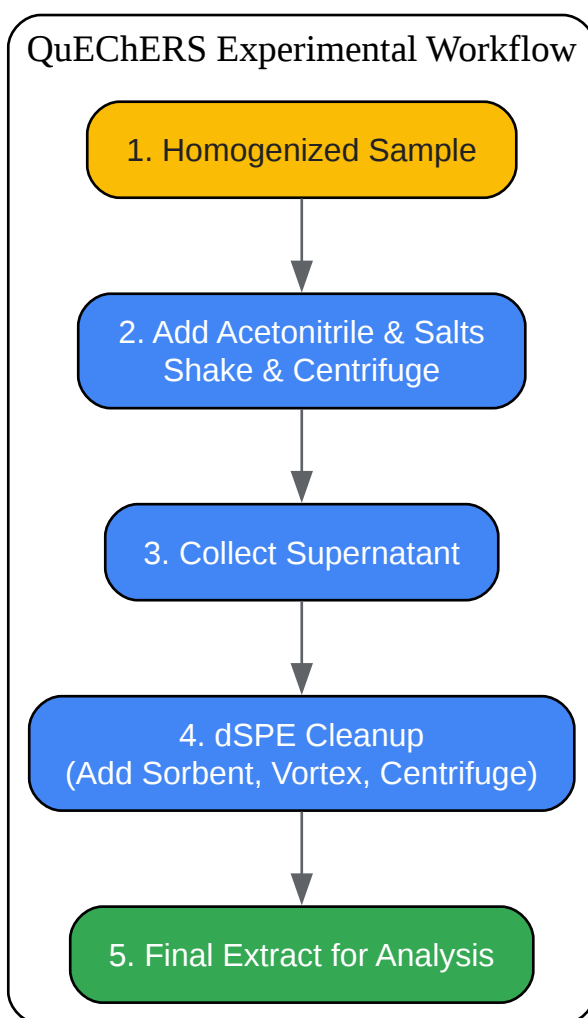 QuEChERS Experimental Workflow
1. Homogenized Sample
2. Add Acetonitrile & Salts
Shake & Centrifuge
3. Collect Supernatant
4. dSPE Cleanup
(Add Sorbent, Vortex, Centrifuge)
5. Final Extract for Analysis